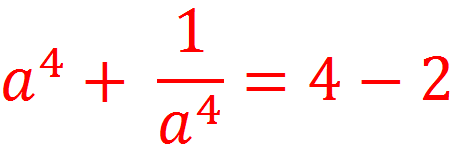 a⁴ + 1/a⁴ = 4 − 2